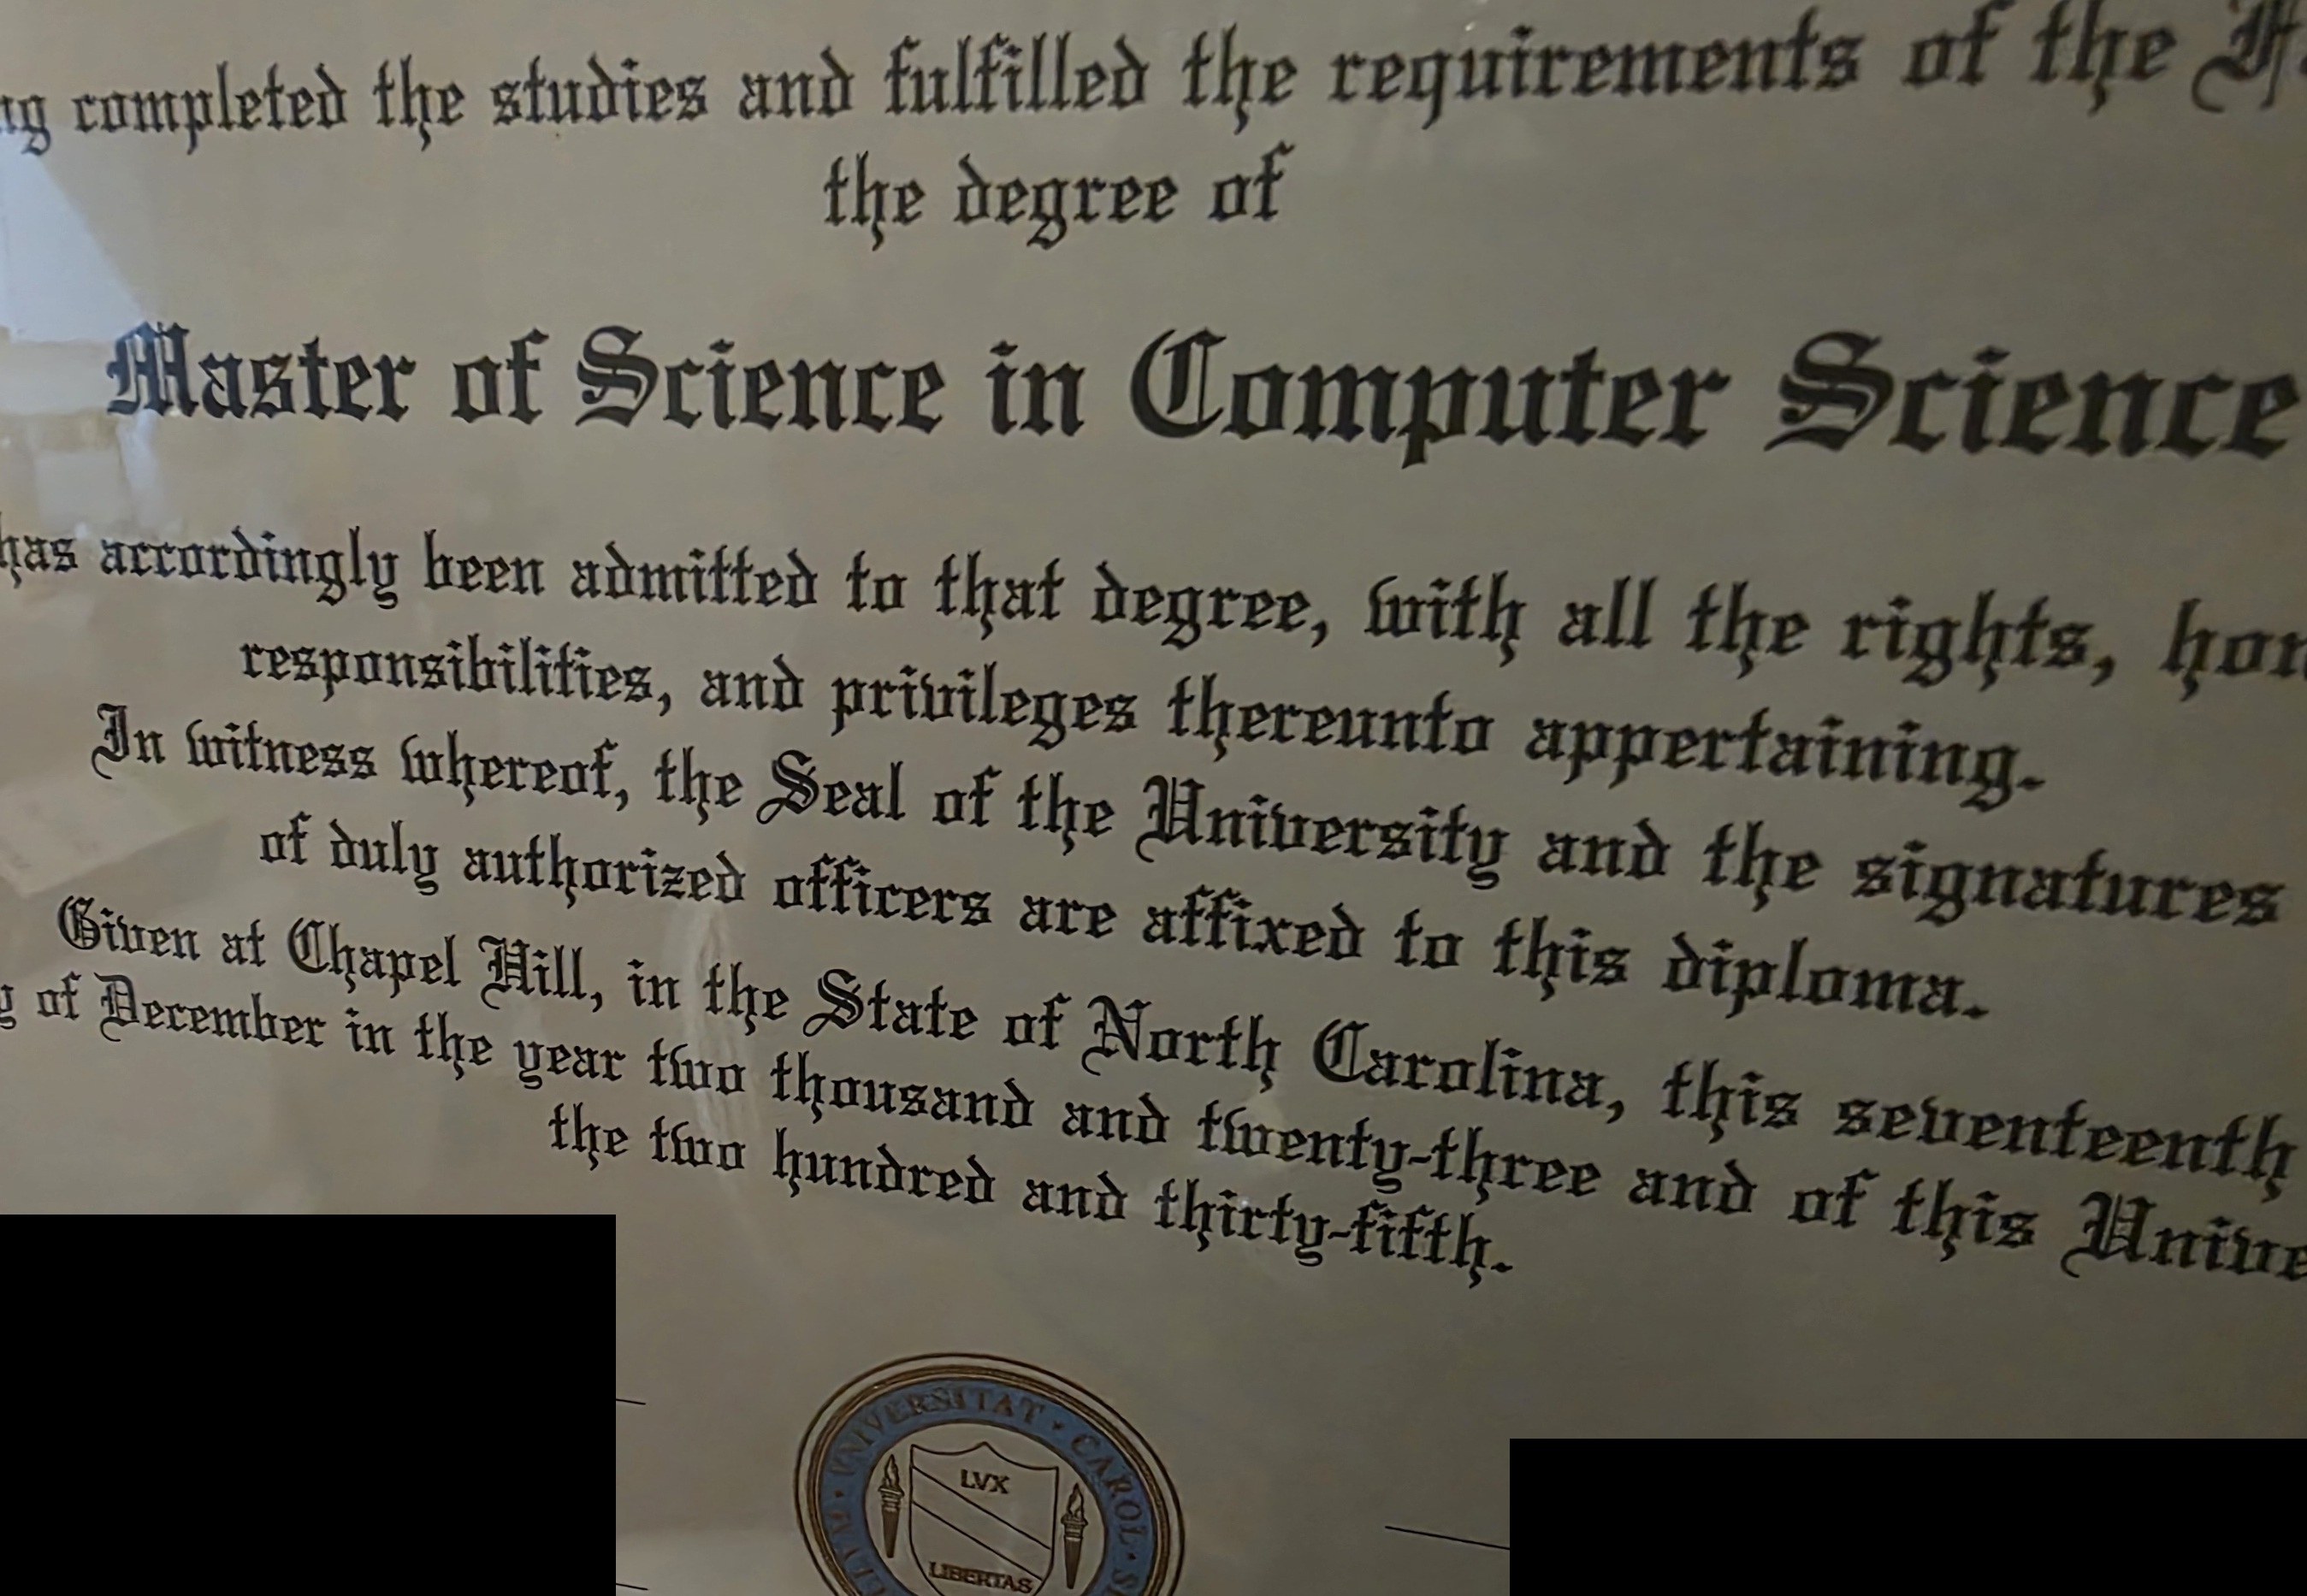 completed the studies and fulfilled the requirements of the
the degree of
Master of Science in Computer Science
has accordingly been admitted to that degree, with all the rights,
responsibilities, and privileges thereunto appertaining.
In witness whereof, the Seal of the University and the signatures
of duly authorized officers are affixed to this diploma.
Given at Chapel Hill, in the State of North Carolina, this seventeenth
of December in the year two thousand and twenty-three and of this
the two hundred and thirty-fifth.
VNIVERSITAT · CAROL ·
LVX
LIBERTAS